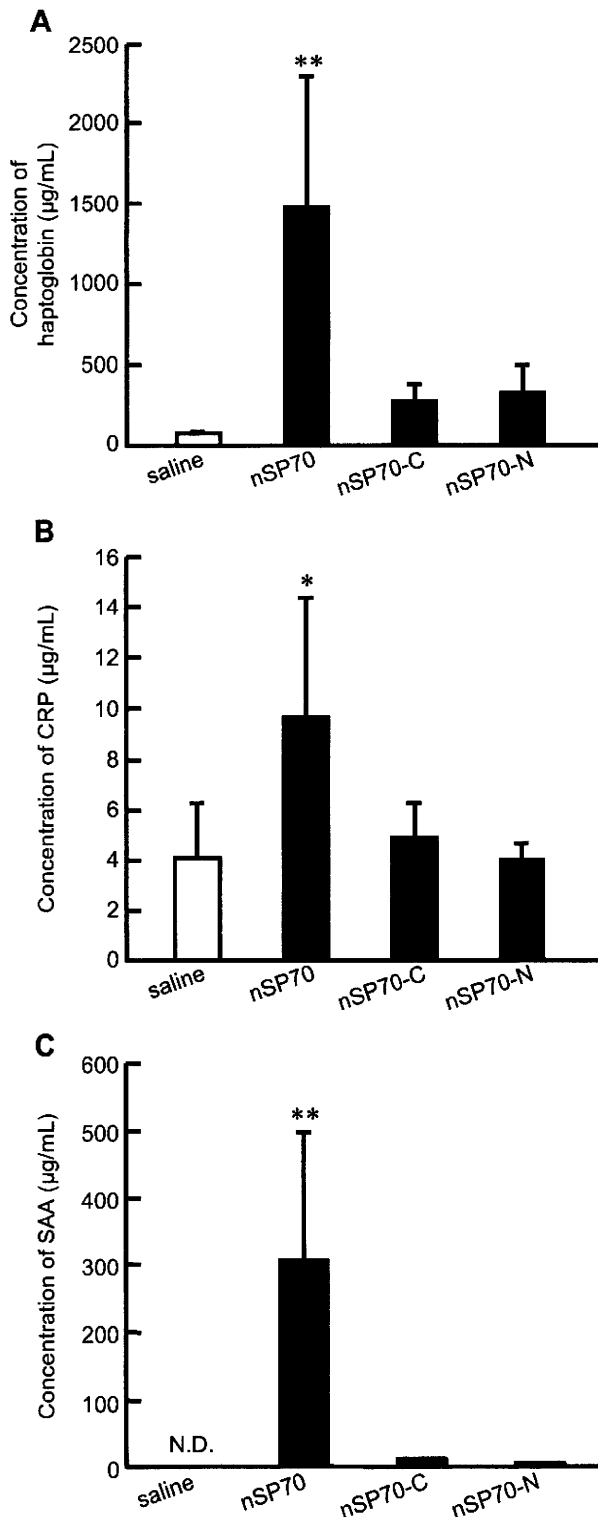 A
Concentration of
haptoglobin (µg/mL)
2500
2000
1500
1000
500
0
**
saline
nSP70
nSP70-C
nSP70-N
B
Concentration of CRP (µg/mL)
16
14
12
10
8
6
4
2
0
*
saline
nSP70
nSP70-C
nSP70-N
C
Concentration of SAA (µg/mL)
600
500
400
300
200
100
0
**
N.D.
saline
nSP70
nSP70-C
nSP70-N